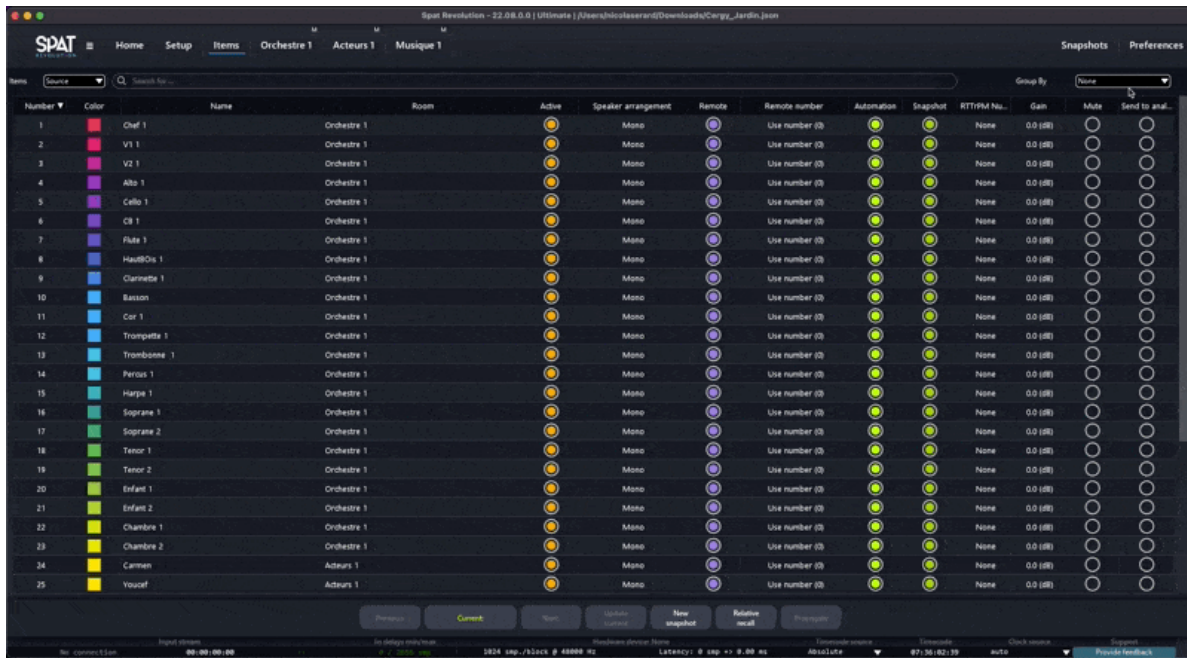 Spat Revolution - 22.08.0.0 | Ultimate | /Users/nicolaserard/Downloads/Cergy_Jardin.json
M M M
SPAT REVOLUTION Home Setup Items Orchestre 1 Acteurs 1 Musique 1 Snapshots Preferences
Items Source Search for ... Group By None
Number Color Name Room Active Speaker arrangement Remote Remote number Automation Snapshot RTTrPM Nu... Gain Mute Send to anal...
1 Chef 1 Orchestre 1 Mono Use number (0) None 0.0 (dB)
2 V1 1 Orchestre 1 Mono Use number (0) None 0.0 (dB)
3 V2 1 Orchestre 1 Mono Use number (0) None 0.0 (dB)
4 Alto 1 Orchestre 1 Mono Use number (0) None 0.0 (dB)
5 Cello 1 Orchestre 1 Mono Use number (0) None 0.0 (dB)
6 CB 1 Orchestre 1 Mono Use number (0) None 0.0 (dB)
7 Flute 1 Orchestre 1 Mono Use number (0) None 0.0 (dB)
8 HautBOis 1 Orchestre 1 Mono Use number (0) None 0.0 (dB)
9 Clarinette 1 Orchestre 1 Mono Use number (0) None 0.0 (dB)
10 Basson Orchestre 1 Mono Use number (0) None 0.0 (dB)
11 Cor 1 Orchestre 1 Mono Use number (0) None 0.0 (dB)
12 Trompette 1 Orchestre 1 Mono Use number (0) None 0.0 (dB)
13 Trombonne 1 Orchestre 1 Mono Use number (0) None 0.0 (dB)
14 Percus 1 Orchestre 1 Mono Use number (0) None 0.0 (dB)
15 Harpe 1 Orchestre 1 Mono Use number (0) None 0.0 (dB)
16 Soprane 1 Orchestre 1 Mono Use number (0) None 0.0 (dB)
17 Soprane 2 Orchestre 1 Mono Use number (0) None 0.0 (dB)
18 Tenor 1 Orchestre 1 Mono Use number (0) None 0.0 (dB)
19 Tenor 2 Orchestre 1 Mono Use number (0) None 0.0 (dB)
20 Enfant 1 Orchestre 1 Mono Use number (0) None 0.0 (dB)
21 Enfant 2 Orchestre 1 Mono Use number (0) None 0.0 (dB)
22 Chambre 1 Orchestre 1 Mono Use number (0) None 0.0 (dB)
23 Chambre 2 Orchestre 1 Mono Use number (0) None 0.0 (dB)
24 Carmen Acteurs 1 Mono Use number (0) None 0.0 (dB)
25 Youcef Acteurs 1 Mono Use number (0) None 0.0 (dB)
Previous Current: Next Update current New snapshot Relative recall Propagate
Input stream Hardware device: None Timecode source Timecode Clock source Support
No connection 00:00:00:00 1024 smp./block @ 48000 Hz Latency: 0 smp <> 0.00 ms Absolute 07:36:02:39 auto Provide feedback